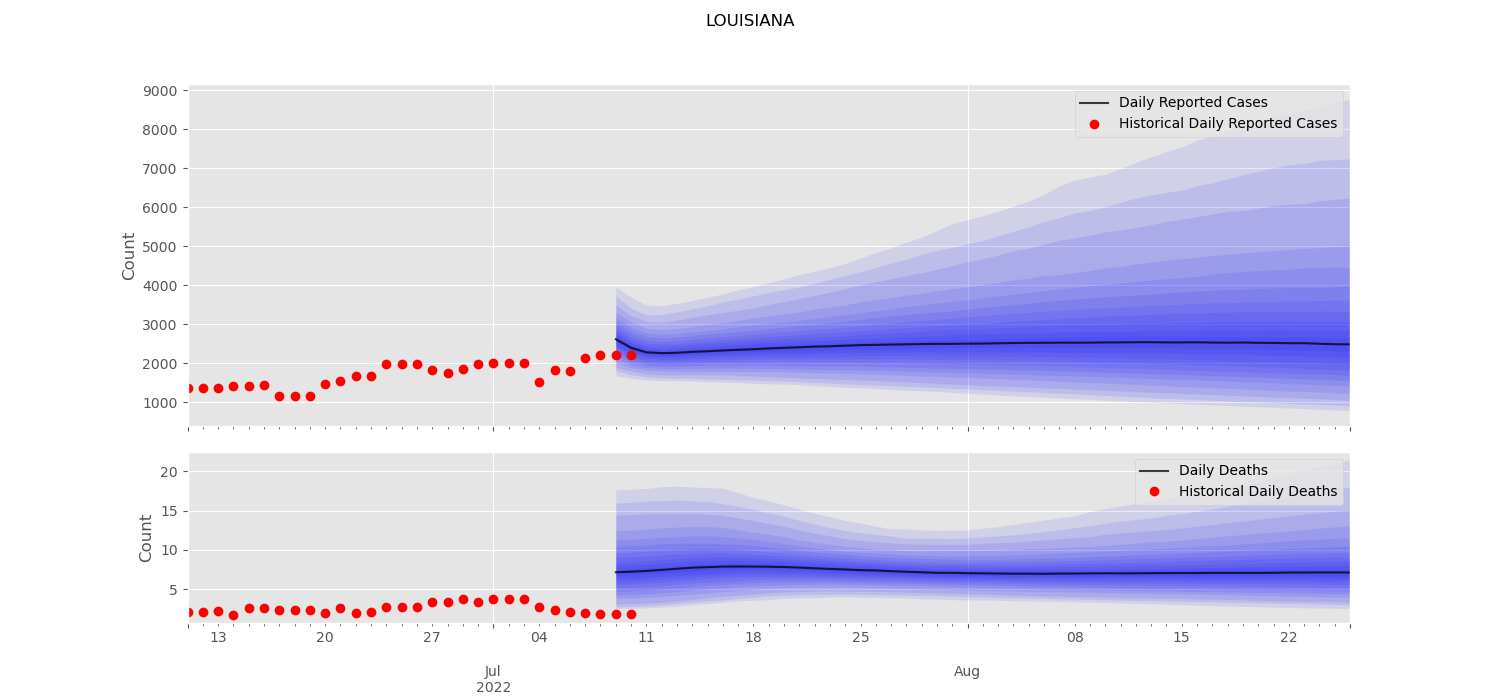 LOUISIANA
9000
8000
7000
6000
5000
4000
3000
2000
1000
Count
Daily Reported Cases
Historical Daily Reported Cases
20
15
10
5
Count
Daily Deaths
Historical Daily Deaths
13 20 27 04 11 18 25 08 15 22
Jul Aug
2022